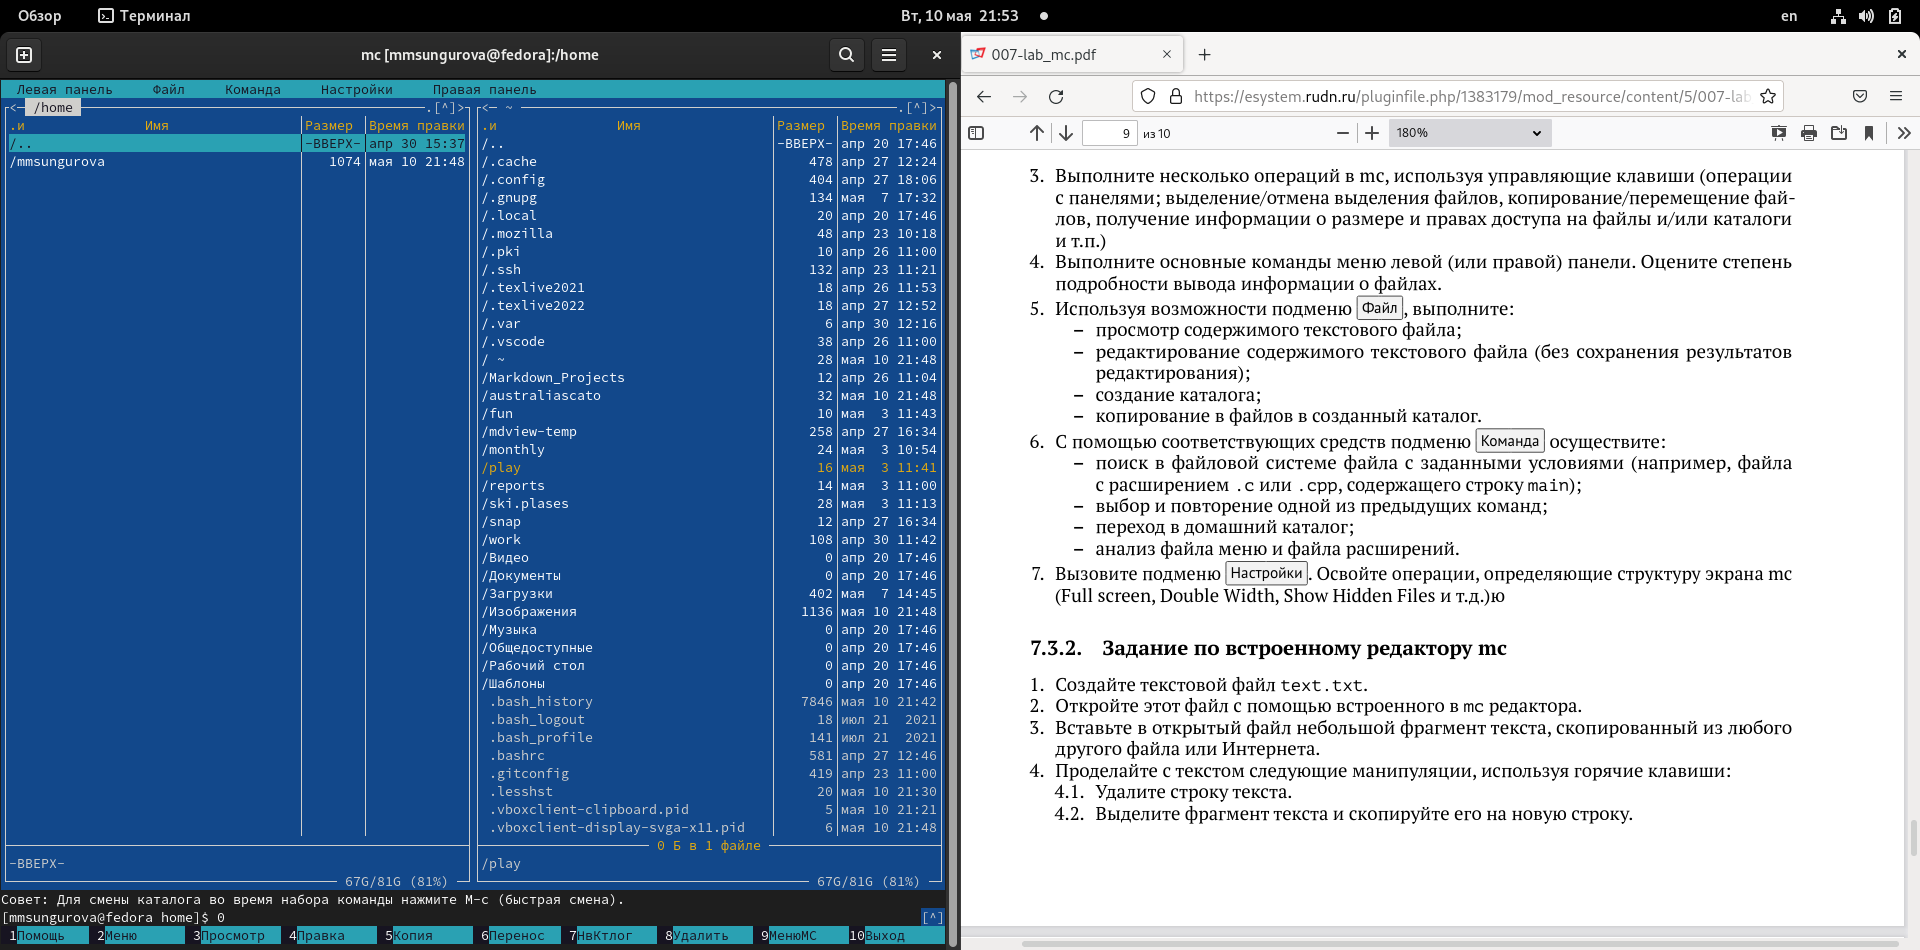 Обзор
Терминал
Вт, 10 мая 21:53
en
mc [mmsungurova@fedora]:/home
Левая панель Файл Команда Настройки Правая панель
<─ /home .[^]>
.и Имя Размер Время правки
/.. -ВВЕРХ- апр 30 15:37
/mmsungurova 1074 мая 10 21:48
-ВВЕРХ-
67G/81G (81%)
<─ ~ .[^]>
.и Имя Размер Время правки
/.. -ВВЕРХ- апр 20 17:46
/.cache 478 апр 27 12:24
/.config 404 апр 27 18:06
/.gnupg 134 мая 7 17:32
/.local 20 апр 20 17:46
/.mozilla 48 апр 23 10:18
/.pki 10 апр 26 11:00
/.ssh 132 апр 23 11:21
/.texlive2021 18 апр 26 11:53
/.texlive2022 18 апр 27 12:52
/.var 6 апр 30 12:16
/.vscode 38 апр 26 11:00
/ ~ 28 мая 10 21:48
/Markdown_Projects 12 апр 26 11:04
/australiascato 32 мая 10 21:48
/fun 10 мая 3 11:43
/mdview-temp 258 апр 27 16:34
/monthly 24 мая 3 10:54
/play 16 мая 3 11:41
/reports 14 мая 3 11:00
/ski.plases 28 мая 3 11:13
/snap 12 апр 27 16:34
/work 108 апр 30 11:42
/Видео 0 апр 20 17:46
/Документы 0 апр 20 17:46
/Загрузки 402 мая 7 14:45
/Изображения 1136 мая 10 21:48
/Музыка 0 апр 20 17:46
/Общедоступные 0 апр 20 17:46
/Рабочий стол 0 апр 20 17:46
/Шаблоны 0 апр 20 17:46
.bash_history 7846 мая 10 21:42
.bash_logout 18 июл 21 2021
.bash_profile 141 июл 21 2021
.bashrc 581 апр 27 12:46
.gitconfig 419 апр 23 11:00
.lesshst 20 мая 10 21:30
.vboxclient-clipboard.pid 5 мая 10 21:21
.vboxclient-display-svga-x11.pid 6 мая 10 21:48
0 Б в 1 файле
/play
67G/81G (81%)
Совет: Для смены каталога во время набора команды нажмите M-c (быстрая смена).
[mmsungurova@fedora home]$ 0 [^]
1Помощь 2Меню 3Просмотр 4Правка 5Копия 6Перенос 7НвКтлог 8Удалить 9МенюMC 10Выход
007-lab_mc.pdf
https://esystem.rudn.ru/pluginfile.php/1383179/mod_resource/content/5/007-lab
9 из 10
180%
3. Выполните несколько операций в mc, используя управляющие клавиши (операции
с панелями; выделение/отмена выделения файлов, копирование/перемещение фай-
лов, получение информации о размере и правах доступа на файлы и/или каталоги
и т.п.)
4. Выполните основные команды меню левой (или правой) панели. Оцените степень
подробности вывода информации о файлах.
5. Используя возможности подменю Файл, выполните:
– просмотр содержимого текстового файла;
– редактирование содержимого текстового файла (без сохранения результатов
редактирования);
– создание каталога;
– копирование в файлов в созданный каталог.
6. С помощью соответствующих средств подменю Команда осуществите:
– поиск в файловой системе файла с заданными условиями (например, файла
с расширением .c или .cpp, содержащего строку main);
– выбор и повторение одной из предыдущих команд;
– переход в домашний каталог;
– анализ файла меню и файла расширений.
7. Вызовите подменю Настройки. Освойте операции, определяющие структуру экрана mc
(Full screen, Double Width, Show Hidden Files и т.д.)ю
7.3.2. Задание по встроенному редактору mc
1. Создайте текстовой файл text.txt.
2. Откройте этот файл с помощью встроенного в mc редактора.
3. Вставьте в открытый файл небольшой фрагмент текста, скопированный из любого
другого файла или Интернета.
4. Проделайте с текстом следующие манипуляции, используя горячие клавиши:
4.1. Удалите строку текста.
4.2. Выделите фрагмент текста и скопируйте его на новую строку.